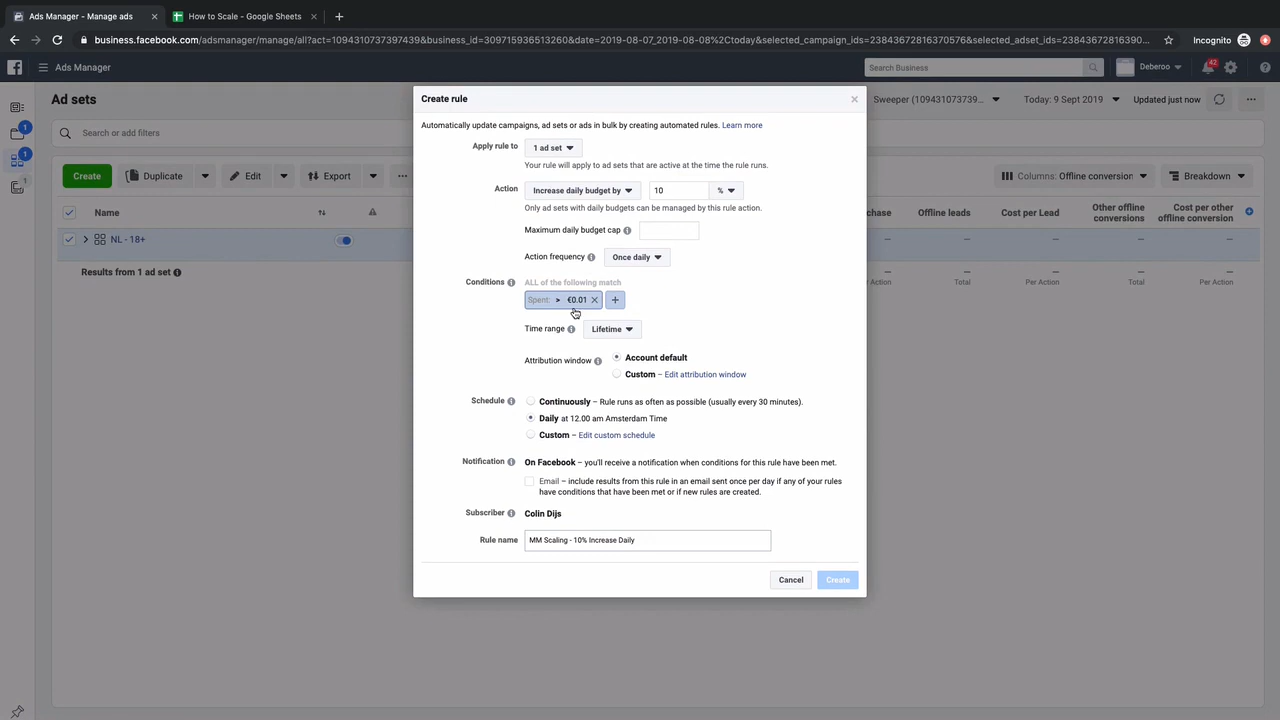 Ads Manager - Manage ads
How to Scale - Google Sheets
business.facebook.com/adsmanager/manage/all?act=1094310737397439&business_id=309715936513260&date=2019-08-07_2019-08-08%2Ctoday&selected_campaign_ids=23843672816370576&selected_adset_ids=23843672816390...
Incognito
Ads Manager
Search Business
Deberoo
42
Ad sets
Sweeper (109431073739...
Today: 9 Sept 2019
Updated just now
1
Search or add filters
1
Create
Duplicate
Edit
Export
Columns: Offline conversion
Breakdown
Name
chase
Offline leads
Cost per Lead
Other offline conversion
Cost per other offline conversion
NL - 18+
Results from 1 ad set
Action
Total
Per Action
Total
Per Action
Create rule
Automatically update campaigns, ad sets or ads in bulk by creating automated rules. Learn more
Apply rule to
1 ad set
Your rule will apply to ad sets that are active at the time the rule runs.
Action
Increase daily budget by
10
%
Only ad sets with daily budgets can be managed by this rule action.
Maximum daily budget cap
Action frequency
Once daily
Conditions
ALL of the following match
Spent: > €0.01
Time range
Lifetime
Attribution window
Account default
Custom – Edit attribution window
Schedule
Continuously – Rule runs as often as possible (usually every 30 minutes).
Daily at 12.00 am Amsterdam Time
Custom – Edit custom schedule
Notification
On Facebook – you'll receive a notification when conditions for this rule have been met.
Email – include results from this rule in an email sent once per day if any of your rules
have conditions that have been met or if new rules are created.
Subscriber
Colin Dijs
Rule name
MM Scaling - 10% Increase Daily
Cancel
Create